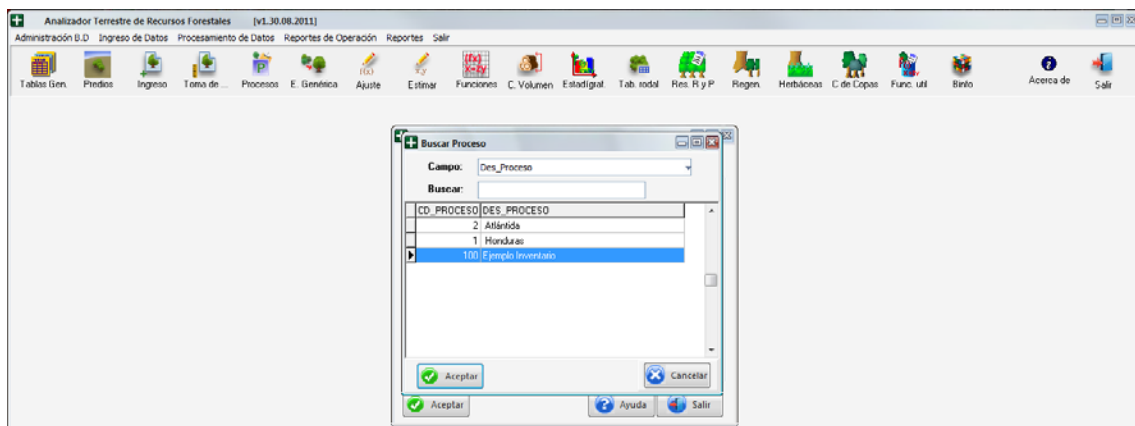 Analizador Terrestre de Recursos Forestales [v1.30.08.2011]
Administración B.D Ingreso de Datos Procesamiento de Datos Reportes de Operación Reportes Salir
Tablas Gen. Predios Ingreso Toma de ... Procesos E. Genérica Ajuste Estimar Funciones C. Volumen Estadígraf. Tab. rodal Res. R y P Regen. Herbáceas C de Copas Func. util Binfo Acerca de Salir
Buscar Proceso
Campo: Des_Proceso
Buscar:
CD_PROCESO DES_PROCESO
2 Atlántida
1 Honduras
100 Ejemplo Inventario
Aceptar Cancelar
Aceptar Ayuda Salir